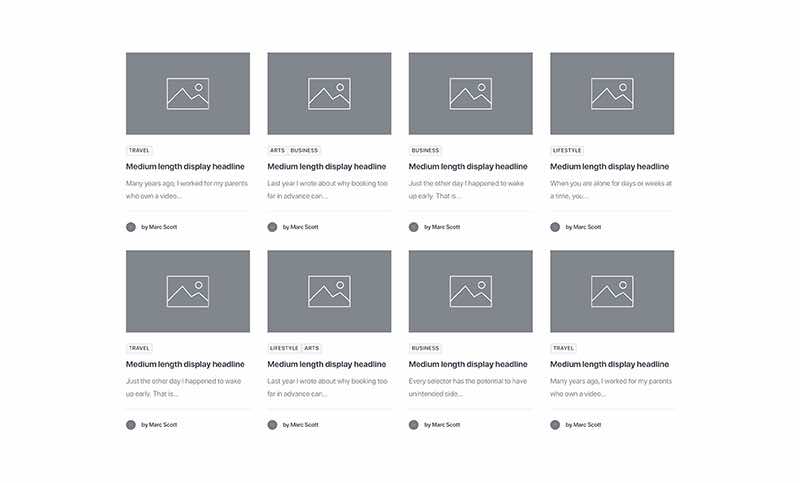 TRAVEL
Medium length display headline
Many years ago, I worked for my parents
who own a video...
by Marc Scott
ARTS BUSINESS
Medium length display headline
Last year I wrote about why booking too
far in advance can...
by Marc Scott
BUSINESS
Medium length display headline
Just the other day I happened to wake
up early. That is...
by Marc Scott
LIFESTYLE
Medium length display headline
When you are alone for days or weeks at
a time, you...
by Marc Scott
TRAVEL
Medium length display headline
Just the other day I happened to wake
up early. That is...
by Marc Scott
LIFESTYLE ARTS
Medium length display headline
Last year I wrote about why booking too
far in advance can...
by Marc Scott
BUSINESS
Medium length display headline
Every selector has the potential to have
unintended side...
by Marc Scott
TRAVEL
Medium length display headline
Many years ago, I worked for my parents
who own a video...
by Marc Scott